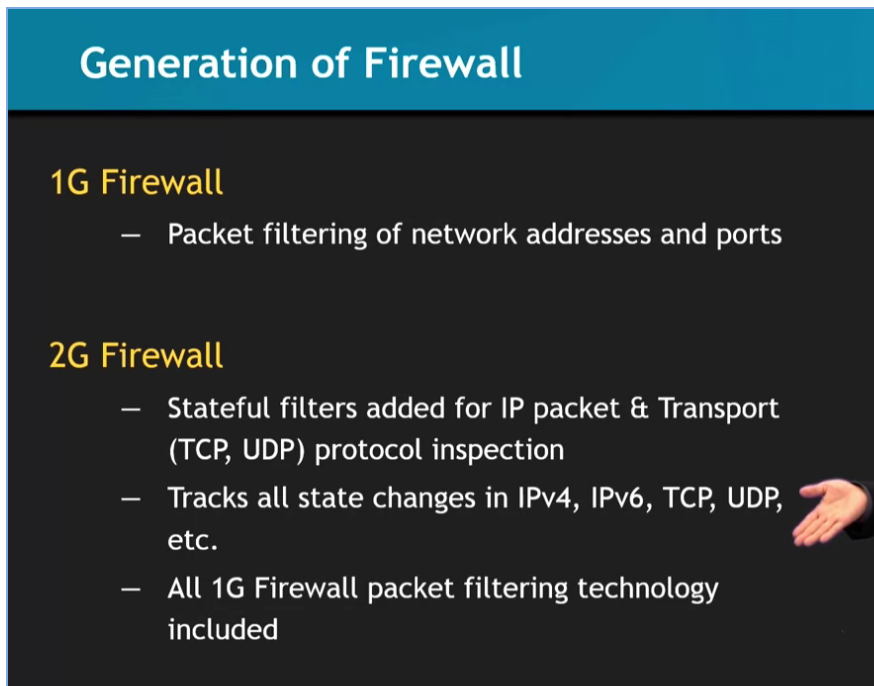 Generation of Firewall
1G Firewall
– Packet filtering of network addresses and ports
2G Firewall
– Stateful filters added for IP packet & Transport
(TCP, UDP) protocol inspection
– Tracks all state changes in IPv4, IPv6, TCP, UDP,
etc.
– All 1G Firewall packet filtering technology
included